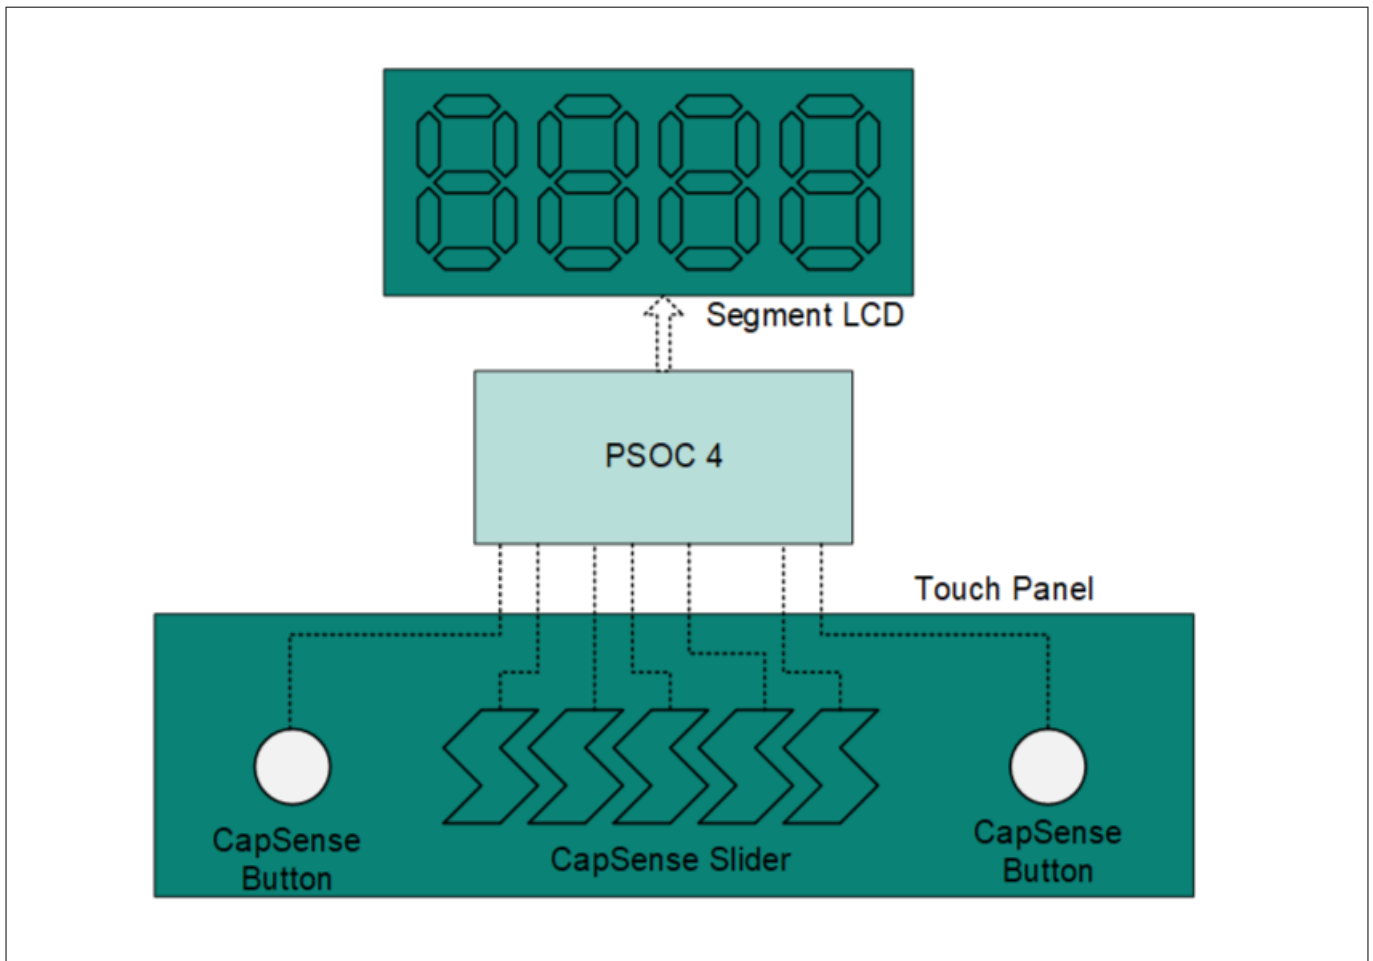 Segment LCD
PSOC 4
Touch Panel
CapSense
Button
CapSense Slider
CapSense
Button